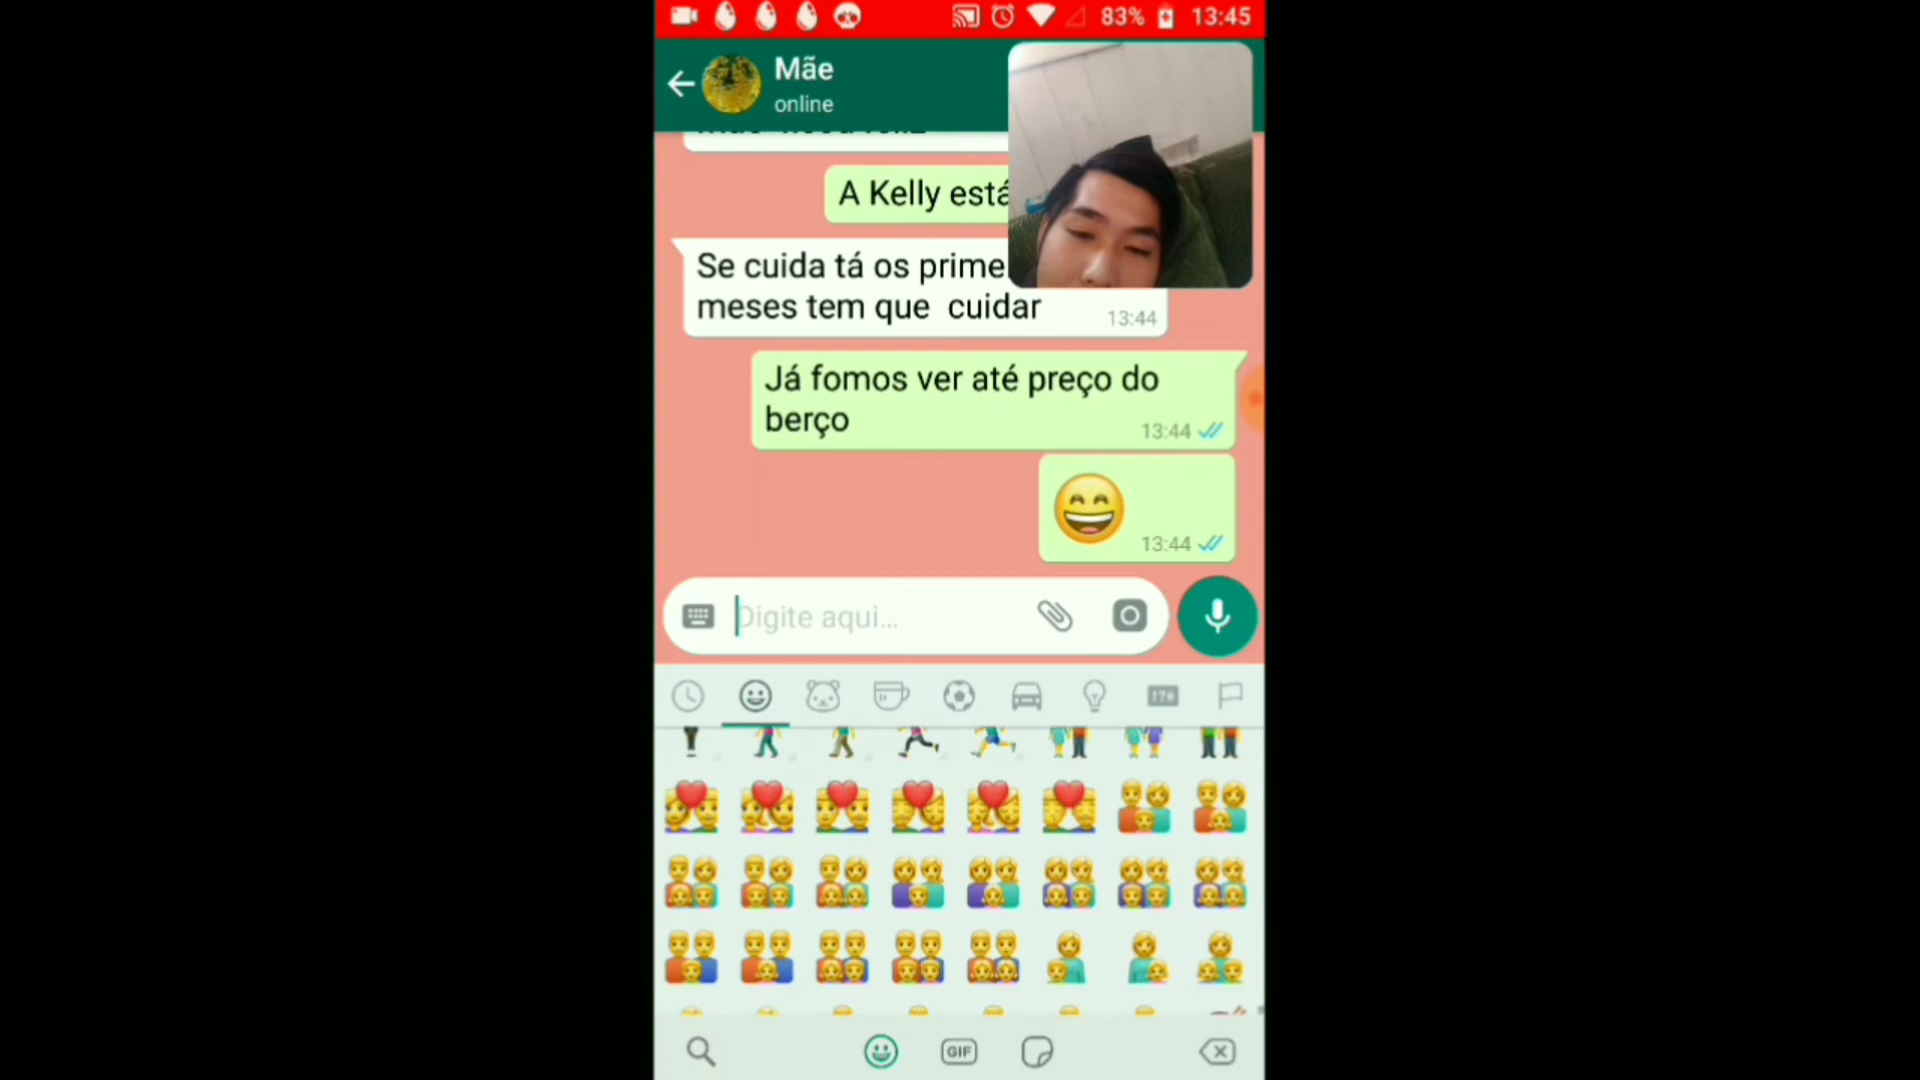 83% 13:45
Mãe
online
A Kelly está
Se cuida tá os prime
meses tem que cuidar
13:44
Já fomos ver até preço do
berço
13:44
13:44
Digite aqui...
GIF